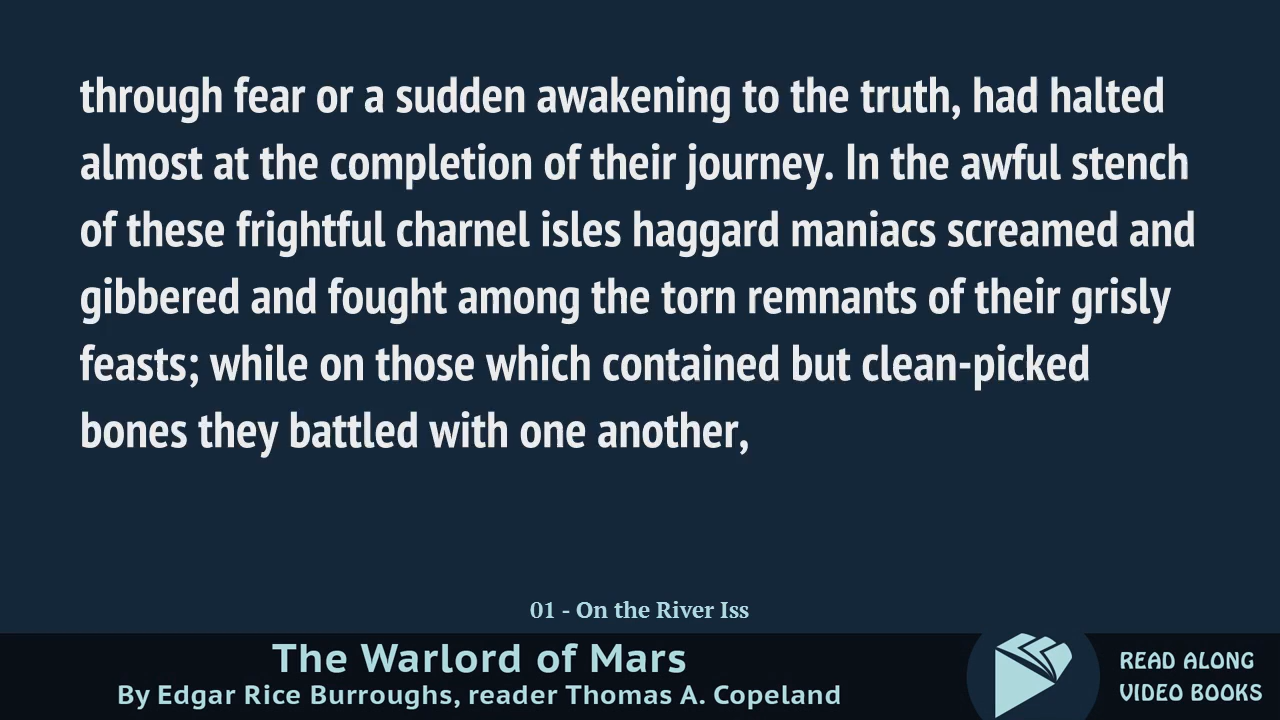 through fear or a sudden awakening to the truth, had halted
almost at the completion of their journey. In the awful stench
of these frightful charnel isles haggard maniacs screamed and
gibbered and fought among the torn remnants of their grisly
feasts; while on those which contained but clean-picked
bones they battled with one another,
01 - On the River Iss
The Warlord of Mars
By Edgar Rice Burroughs, reader Thomas A. Copeland
READ ALONG
VIDEO BOOKS